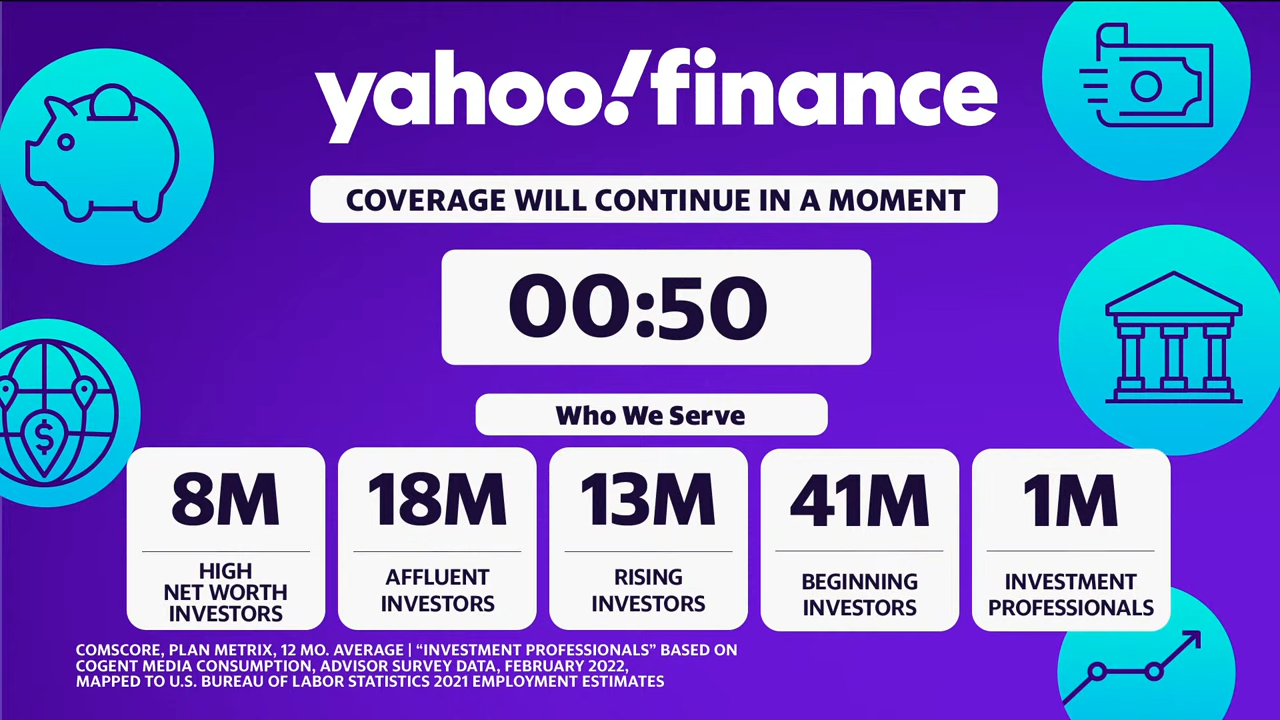 yahoo!finance
COVERAGE WILL CONTINUE IN A MOMENT
00:50
Who We Serve
8M
HIGH
NET WORTH
INVESTORS
18M
AFFLUENT
INVESTORS
13M
RISING
INVESTORS
41M
BEGINNING
INVESTORS
1M
INVESTMENT
PROFESSIONALS
$
COMSCORE, PLAN METRIX, 12 MO. AVERAGE | “INVESTMENT PROFESSIONALS” BASED ON
COGENT MEDIA CONSUMPTION, ADVISOR SURVEY DATA, FEBRUARY 2022,
MAPPED TO U.S. BUREAU OF LABOR STATISTICS 2021 EMPLOYMENT ESTIMATES